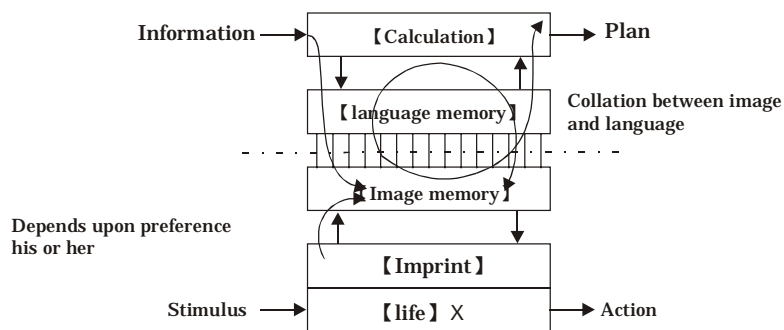 Information
【Calculation】
Plan
【language memory】
Collation between image
and language
【Image memory】
Depends upon preference
his or her
【Imprint】
Stimulus
【life】X
Action